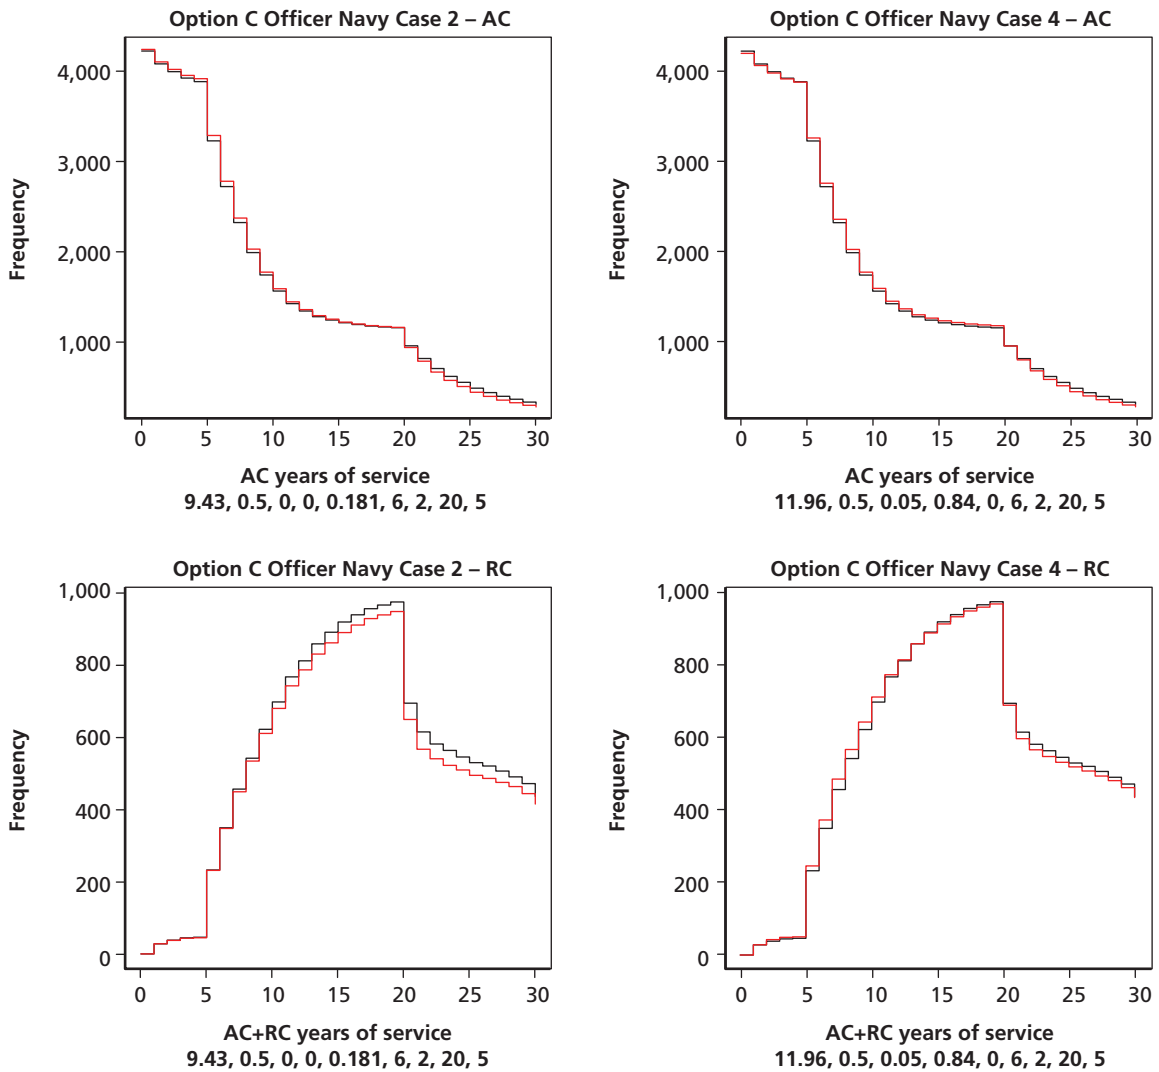 Option C Officer Navy Case 2 – AC
Frequency
4,000
3,000
2,000
1,000
0 5 10 15 20 25 30
AC years of service
9.43, 0.5, 0, 0, 0.181, 6, 2, 20, 5
Option C Officer Navy Case 4 – AC
Frequency
4,000
3,000
2,000
1,000
0 5 10 15 20 25 30
AC years of service
11.96, 0.5, 0.05, 0.84, 0, 6, 2, 20, 5
Option C Officer Navy Case 2 – RC
Frequency
1,000
800
600
400
200
0
0 5 10 15 20 25 30
AC+RC years of service
9.43, 0.5, 0, 0, 0.181, 6, 2, 20, 5
Option C Officer Navy Case 4 – RC
Frequency
1,000
800
600
400
200
0
0 5 10 15 20 25 30
AC+RC years of service
11.96, 0.5, 0.05, 0.84, 0, 6, 2, 20, 5